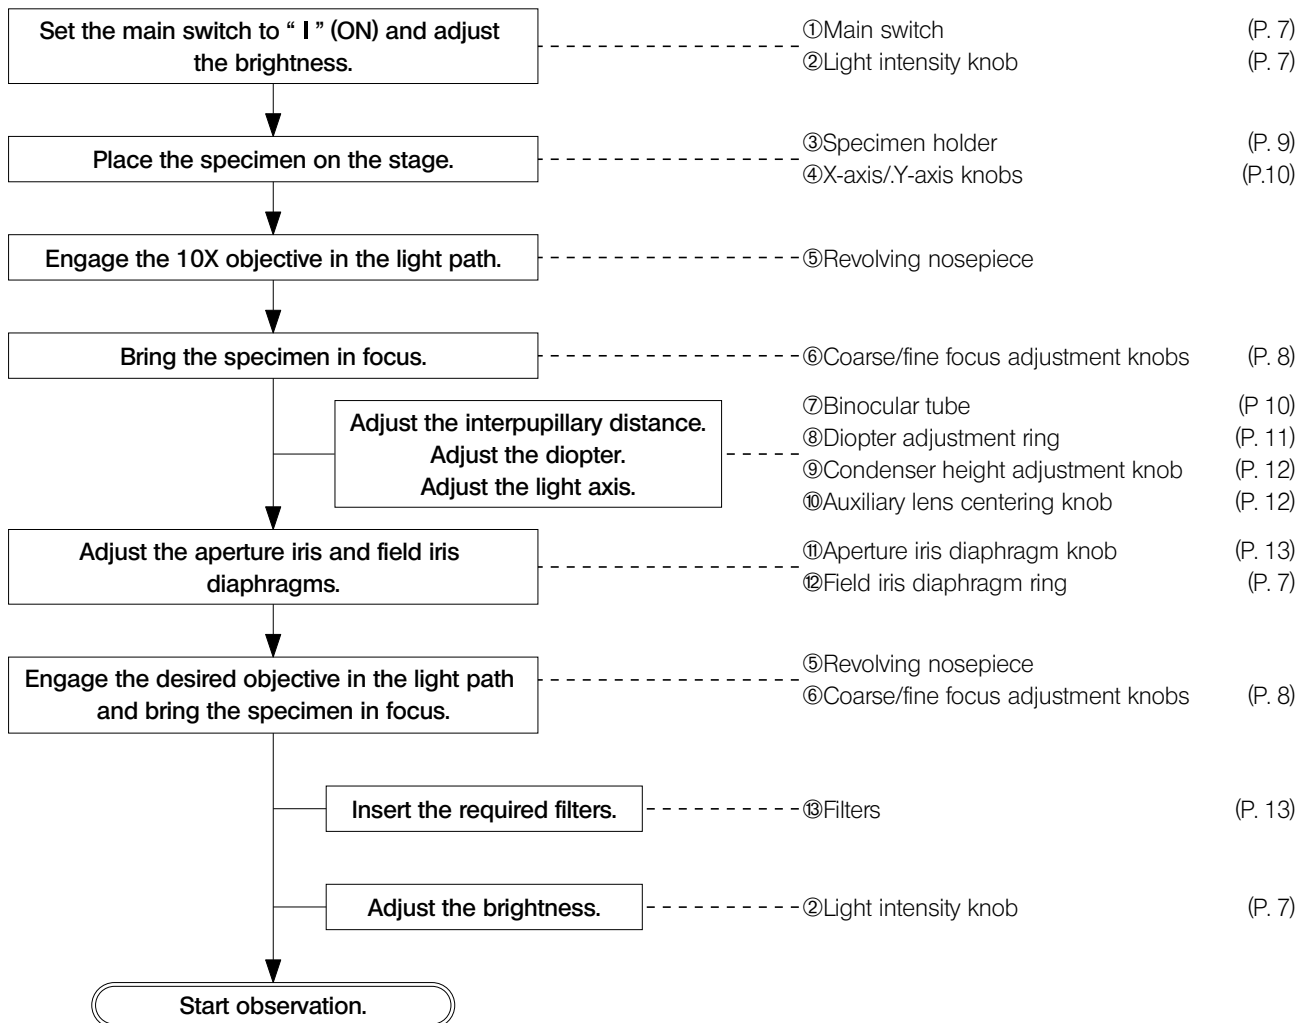 Set the main switch to “ I ” (ON) and adjust
the brightness.
①Main switch (P. 7)
②Light intensity knob (P. 7)
Place the specimen on the stage.
③Specimen holder (P. 9)
④X-axis/.Y-axis knobs (P.10)
Engage the 10X objective in the light path.
⑤Revolving nosepiece
Bring the specimen in focus.
⑥Coarse/fine focus adjustment knobs (P. 8)
Adjust the interpupillary distance.
Adjust the diopter.
Adjust the light axis.
⑦Binocular tube (P 10)
⑧Diopter adjustment ring (P. 11)
⑨Condenser height adjustment knob (P. 12)
⑩Auxiliary lens centering knob (P. 12)
Adjust the aperture iris and field iris
diaphragms.
⑪Aperture iris diaphragm knob (P. 13)
⑫Field iris diaphragm ring (P. 7)
Engage the desired objective in the light path
and bring the specimen in focus.
⑤Revolving nosepiece
⑥Coarse/fine focus adjustment knobs (P. 8)
Insert the required filters.
⑬Filters (P. 13)
Adjust the brightness.
②Light intensity knob (P. 7)
Start observation.